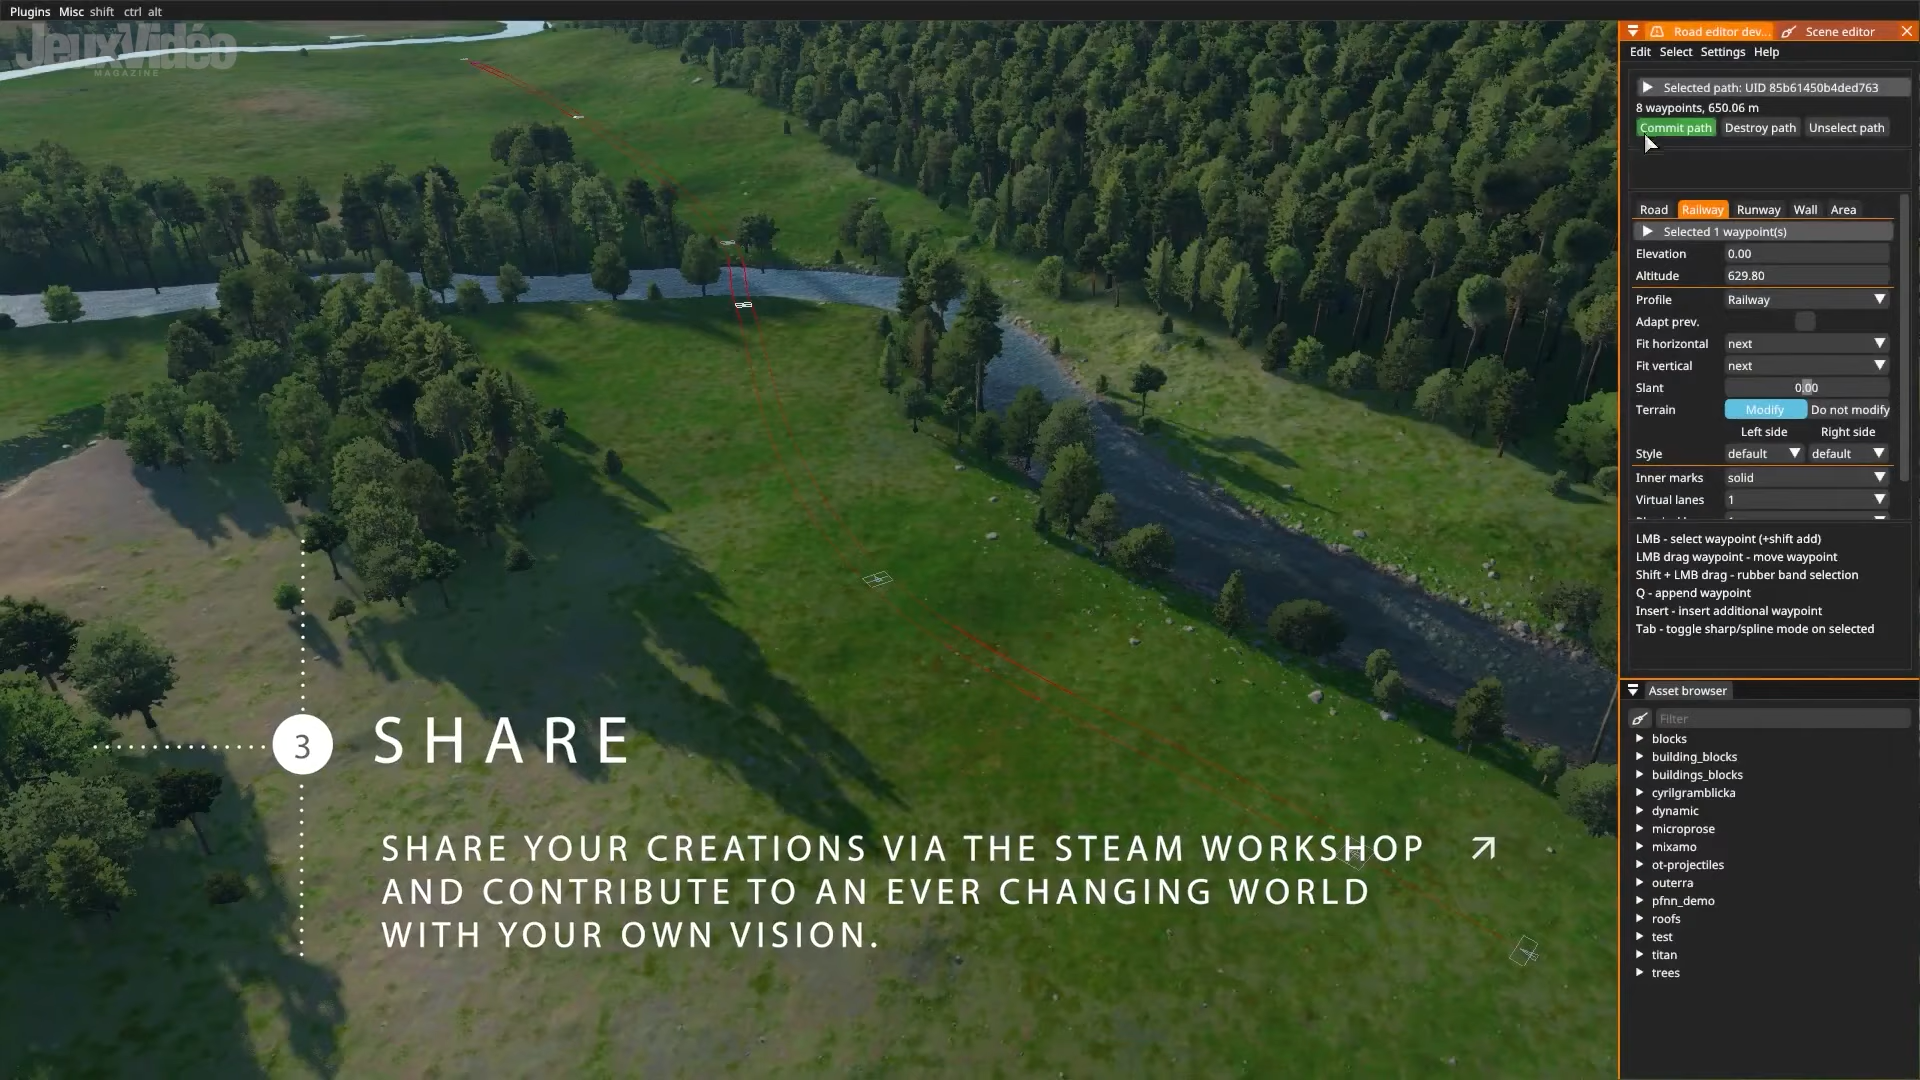 Plugins Misc shift ctrl alt
JeuxVidéo
MAGAZINE
Road editor dev... Scene editor
Edit Select Settings Help
Selected path: UID 85b61450b4ded763
8 waypoints, 650.06 m
Commit path Destroy path Unselect path
Road Railway Runway Wall Area
Selected 1 waypoint(s)
Elevation 0.00
Altitude 629.80
Profile Railway
Adapt prev.
Fit horizontal next
Fit vertical next
Slant 0.00
Terrain Modify Do not modify
Left side Right side
Style default default
Inner marks solid
Virtual lanes 1
LMB - select waypoint (+shift add)
LMB drag waypoint - move waypoint
Shift + LMB drag - rubber band selection
Q - append waypoint
Insert - insert additional waypoint
Tab - toggle sharp/spline mode on selected
Asset browser
Filter
blocks
building_blocks
buildings_blocks
cyrilgramblicka
dynamic
microprose
mixamo
ot-projectiles
outerra
pfnn_demo
roofs
test
titan
trees
3 SHARE
SHARE YOUR CREATIONS VIA THE STEAM WORKSHOP
AND CONTRIBUTE TO AN EVER CHANGING WORLD
WITH YOUR OWN VISION.